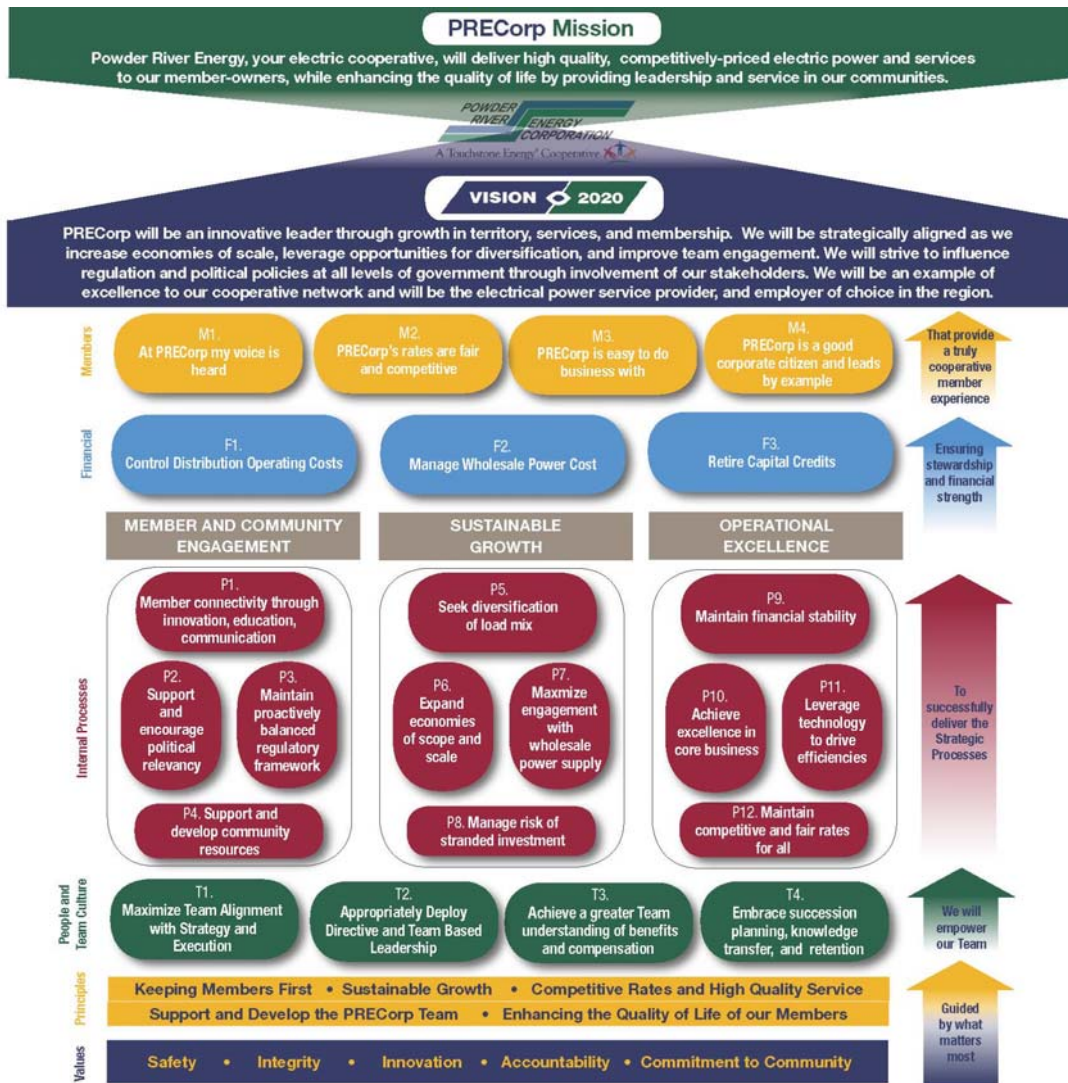 PRECorp Mission
Powder River Energy, your electric cooperative, will deliver high quality, competitively-priced electric power and services
to our member-owners, while enhancing the quality of life by providing leadership and service in our communities.
POWDER
RIVER ENERGY
CORPORATION
A Touchstone Energy® Cooperative
VISION 2020
PRECorp will be an innovative leader through growth in territory, services, and membership. We will be strategically aligned as we
increase economies of scale, leverage opportunities for diversification, and improve team engagement. We will strive to influence
regulation and political policies at all levels of government through involvement of our stakeholders. We will be an example of
excellence to our cooperative network and will be the electrical power service provider, and employer of choice in the region.
Members
M1.
At PRECorp my voice is
heard
M2.
PRECorp's rates are fair
and competitive
M3.
PRECorp is easy to do
business with
M4.
PRECorp is a good
corporate citizen and leads
by example
That provide
a truly
cooperative
member
experience
Financial
F1.
Control Distribution Operating Costs
F2.
Manage Wholesale Power Cost
F3.
Retire Capital Credits
Ensuring
stewardship
and financial
strength
MEMBER AND COMMUNITY
ENGAGEMENT
SUSTAINABLE
GROWTH
OPERATIONAL
EXCELLENCE
Internal Processes
P1.
Member connectivity through
innovation, education,
communication
P2.
Support
and
encourage
political
relevancy
P3.
Maintain
proactively
balanced
regulatory
framework
P4. Support and
develop community
resources
P5.
Seek diversification
of load mix
P6.
Expand
economies
of scope and
scale
P7.
Maxmize
engagement
with
wholesale
power supply
P8. Manage risk of
stranded investment
P9.
Maintain financial stability
P10.
Achieve
excellence in
core business
P11.
Leverage
technology
to drive
efficiencies
P12. Maintain
competitive and fair rates
for all
To
successfully
deliver the
Strategic
Processes
People and
Team Culture
T1.
Maximize Team Alignment
with Strategy and
Execution
T2.
Appropriately Deploy
Directive and Team Based
Leadership
T3.
Achieve a greater Team
understanding of benefits
and compensation
T4.
Embrace succession
planning, knowledge
transfer, and retention
We will
empower
our Team
Principles
Keeping Members First • Sustainable Growth • Competitive Rates and High Quality Service
Support and Develop the PRECorp Team • Enhancing the Quality of Life of our Members
Guided
by what
matters
most
Values
Safety • Integrity • Innovation • Accountability • Commitment to Community